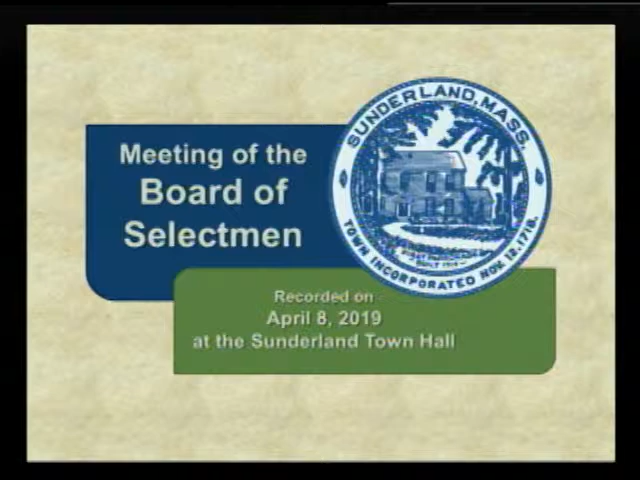 Meeting of the
Board of
Selectmen
SUNDERLAND, MASS.
TOWN INCORPORATED NOV. 12, 1718.
Recorded on
April 8, 2019
at the Sunderland Town Hall